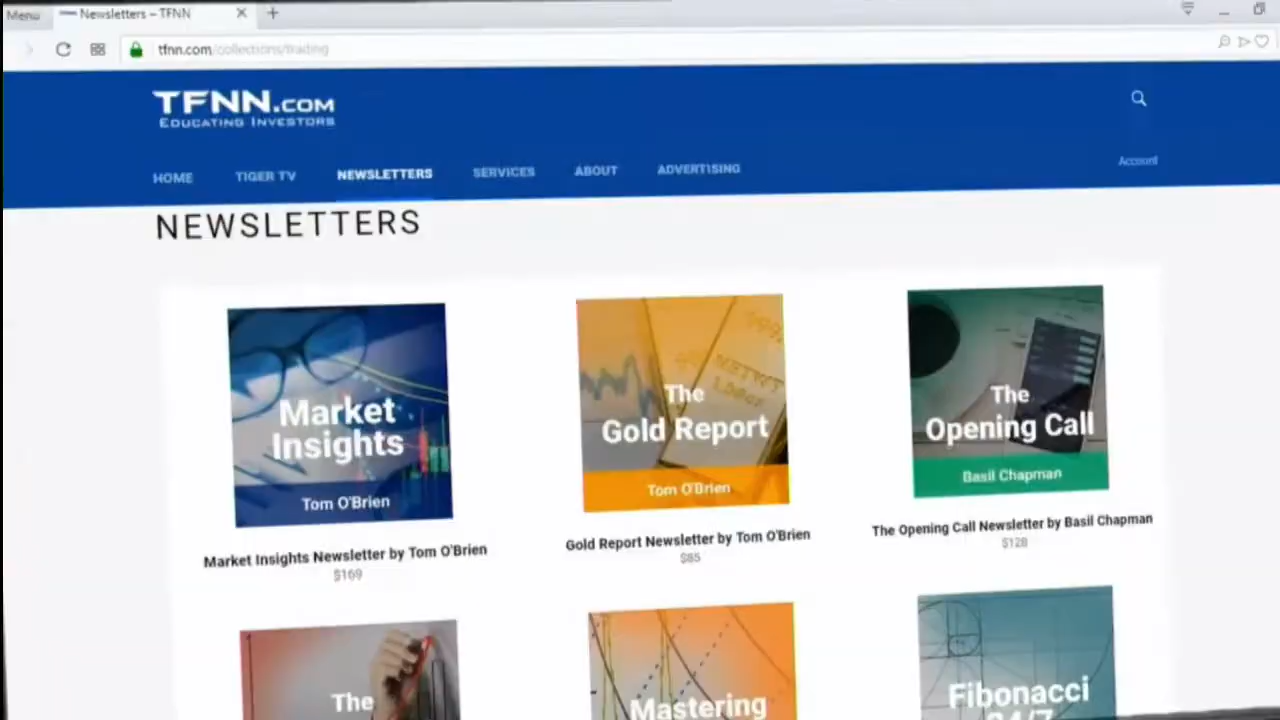 Menu
Newsletters – TFNN
tfnn.com/collections/trading
TFNN.COM
EDUCATING INVESTORS
HOME
TIGER TV
NEWSLETTERS
SERVICES
ABOUT
ADVERTISING
Account
NEWSLETTERS
Market
Insights
Tom O'Brien
Market Insights Newsletter by Tom O'Brien
$169
The
Gold Report
Tom O'Brien
Gold Report Newsletter by Tom O'Brien
$85
The
Opening Call
Basil Chapman
The Opening Call Newsletter by Basil Chapman
$128
The
Mastering
Fibonacci
24/7